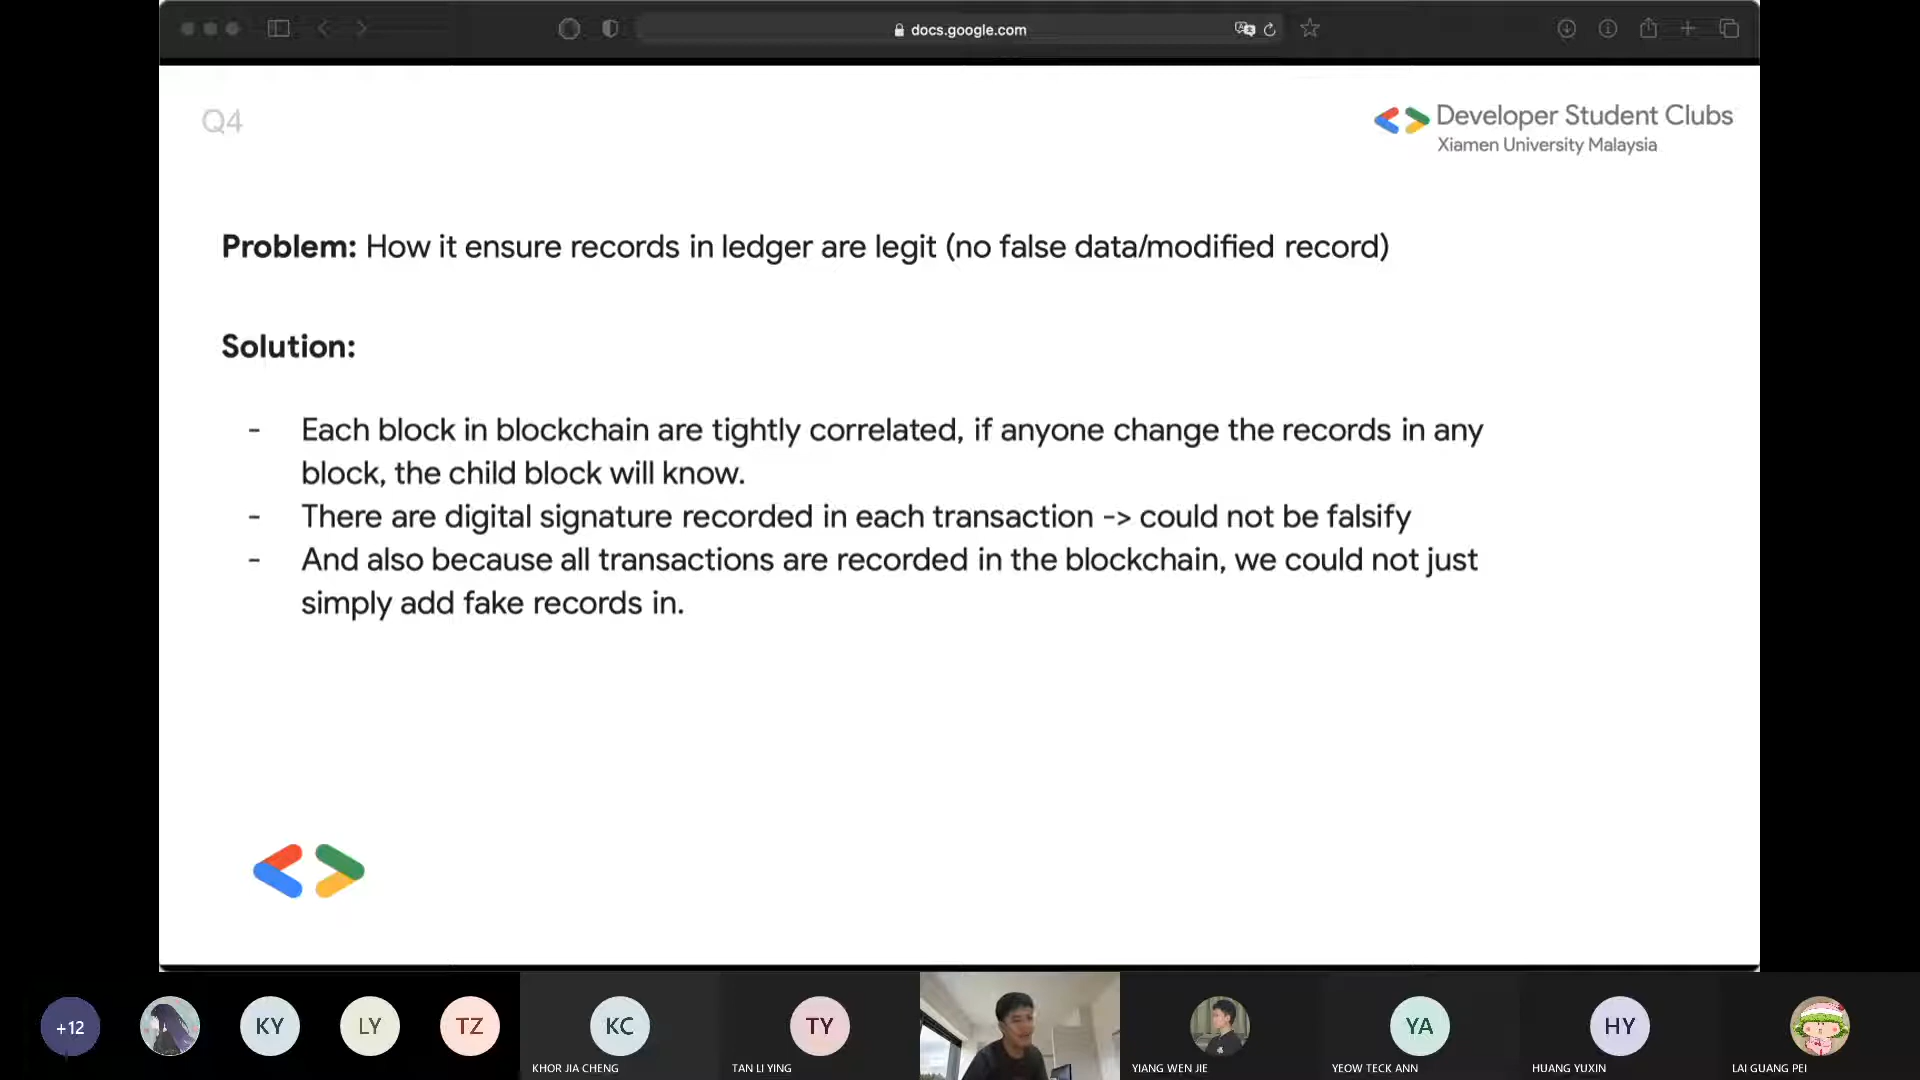 docs.google.com
Q4
Developer Student Clubs
Xiamen University Malaysia
Problem: How it ensure records in ledger are legit (no false data/modified record)
Solution:
- Each block in blockchain are tightly correlated, if anyone change the records in any
block, the child block will know.
- There are digital signature recorded in each transaction -> could not be falsify
- And also because all transactions are recorded in the blockchain, we could not just
simply add fake records in.
+12
KY
LY
TZ
KC
TY
YA
HY
KHOR JIA CHENG
TAN LI YING
YIANG WEN JIE
YEOW TECK ANN
HUANG YUXIN
LAI GUANG PEI